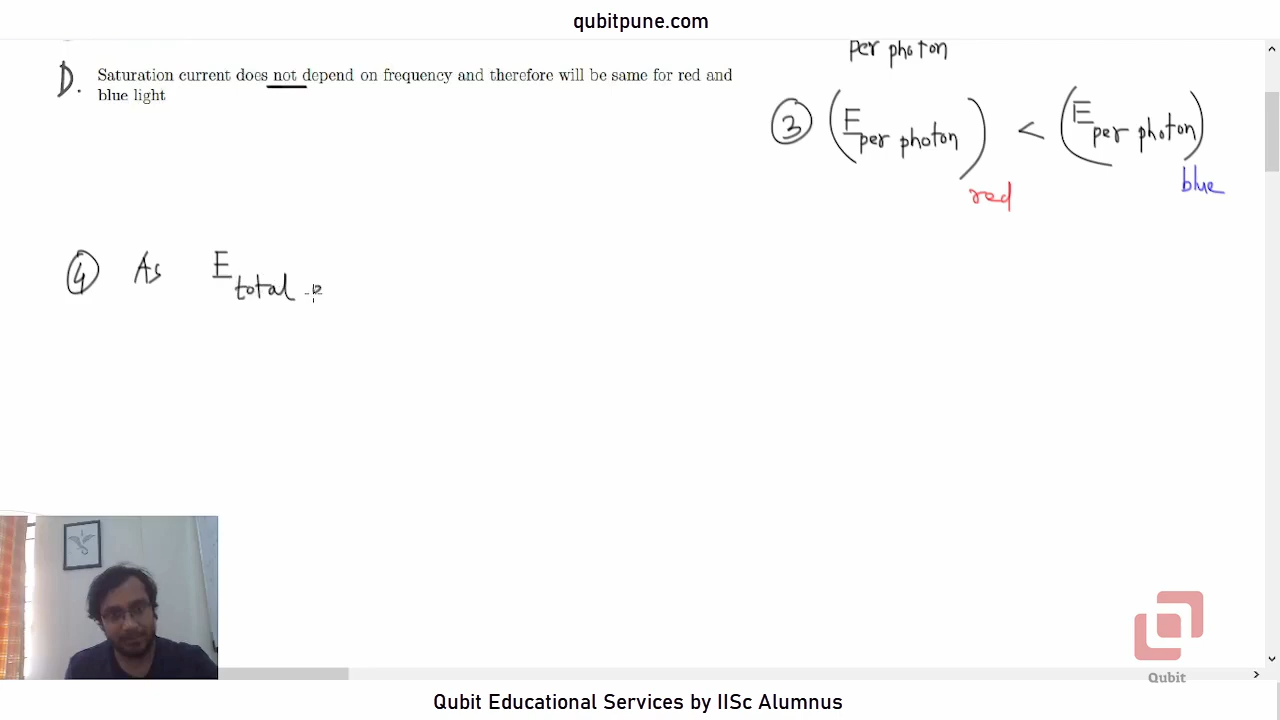 qubitpune.com
per photon
D. Saturation current does not depend on frequency and therefore will be same for red and
blue light
③ (E per photon) red < (E per photon) blue
④ As E total
Qubit
Qubit Educational Services by IISc Alumnus